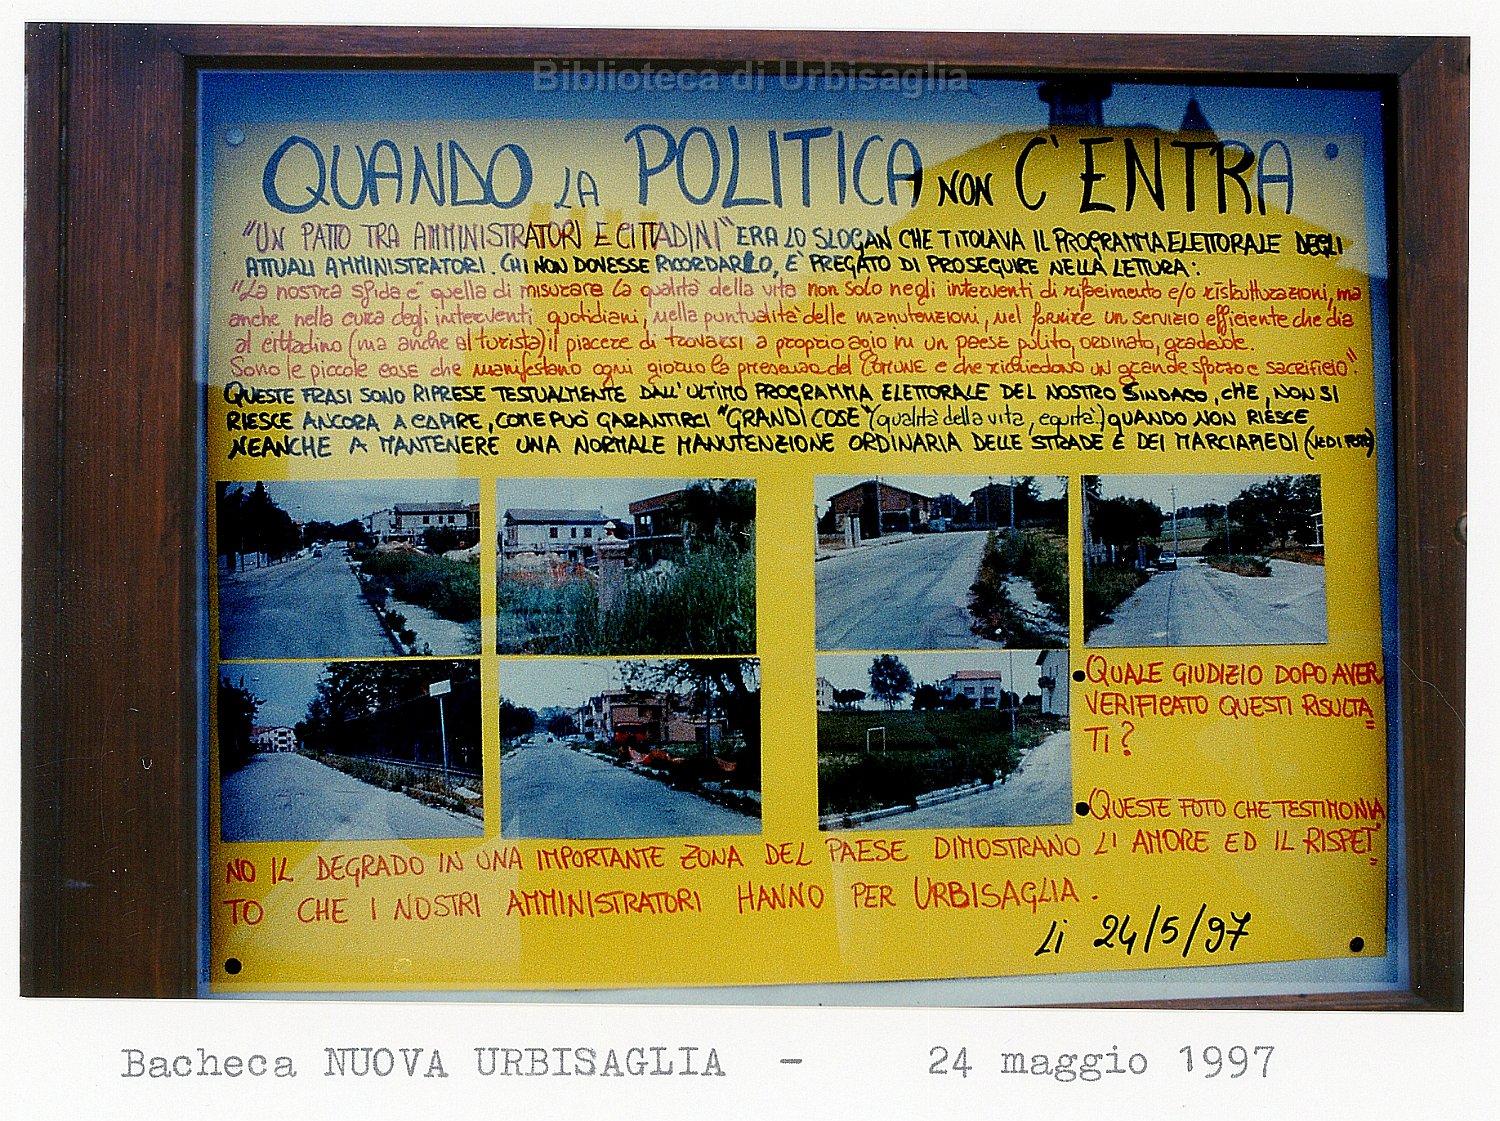 Biblioteca di Urbisaglia
QUANDO LA POLITICA NON C'ENTRA
"UN PATTO TRA AMMINISTRATORI E CITTADINI" ERA LO SLOGAN CHE TITOLAVA IL PROGRAMMA ELETTORALE DEGLI
ATTUALI AMMINISTRATORI. CHI NON DOVESSE RICORDARLO, E' PREGATO DI PROSEGUIRE NELLA LETTURA:
"La nostra sfida è quella di misurare la qualità della vita non solo negli interventi di rifacimento e/o ristrutturazioni, ma
anche nella cura degli interventi quotidiani, nella puntualità delle manutenzioni, nel fornire un servizio efficiente che dia
al cittadino (ma anche al turista) il piacere di trovarsi a proprio agio in un paese pulito, ordinato, gradevole.
Sono le piccole cose che manifestano ogni giorno la presenza del Comune e che richiedono un grande sforzo e sacrificio".
QUESTE FRASI SONO RIPRESE TESTUALMENTE DALL'ULTIMO PROGRAMMA ELETTORALE DEL NOSTRO SINDACO, CHE, NON SI
RIESCE ANCORA A CAPIRE, COME PUÒ GARANTIRCI "GRANDI COSE" (qualità della vita, equità) QUANDO NON RIESCE
NEANCHE A MANTENERE UNA NORMALE MANUTENZIONE ORDINARIA DELLE STRADE E DEI MARCIAPIEDI (VEDI FOTO)
•QUALE GIUDIZIO DOPO AVER
VERIFICATO QUESTI RISULTA=
TI?
•QUESTE FOTO CHE TESTIMONIA
NO IL DEGRADO IN UNA IMPORTANTE ZONA DEL PAESE DIMOSTRANO L'AMORE ED IL RISPET=
TO CHE I NOSTRI AMMINISTRATORI HANNO PER URBISAGLIA.
Li 24/5/97
Bacheca NUOVA URBISAGLIA - 24 maggio 1997